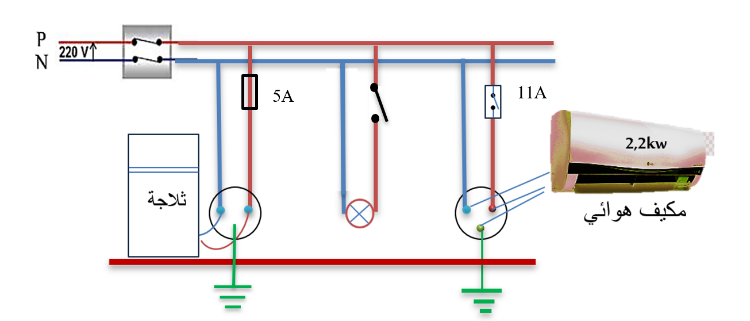 P
220 V
N
5A
11A
2,2kw
ثلاجة
مكيف هوائي